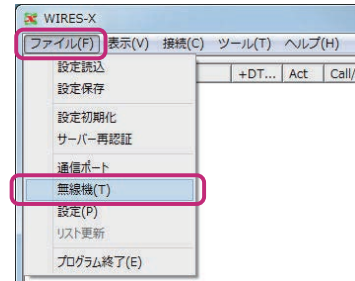 WIRES-X
ファイル(F) 表示(V) 接続(C) ツール(T) ヘルプ(H)
設定読込
+DT... Act Call/
設定保存
設定初期化
サーバー再認証
通信ポート
無線機(T)
設定(P)
リスト更新
プログラム終了(E)